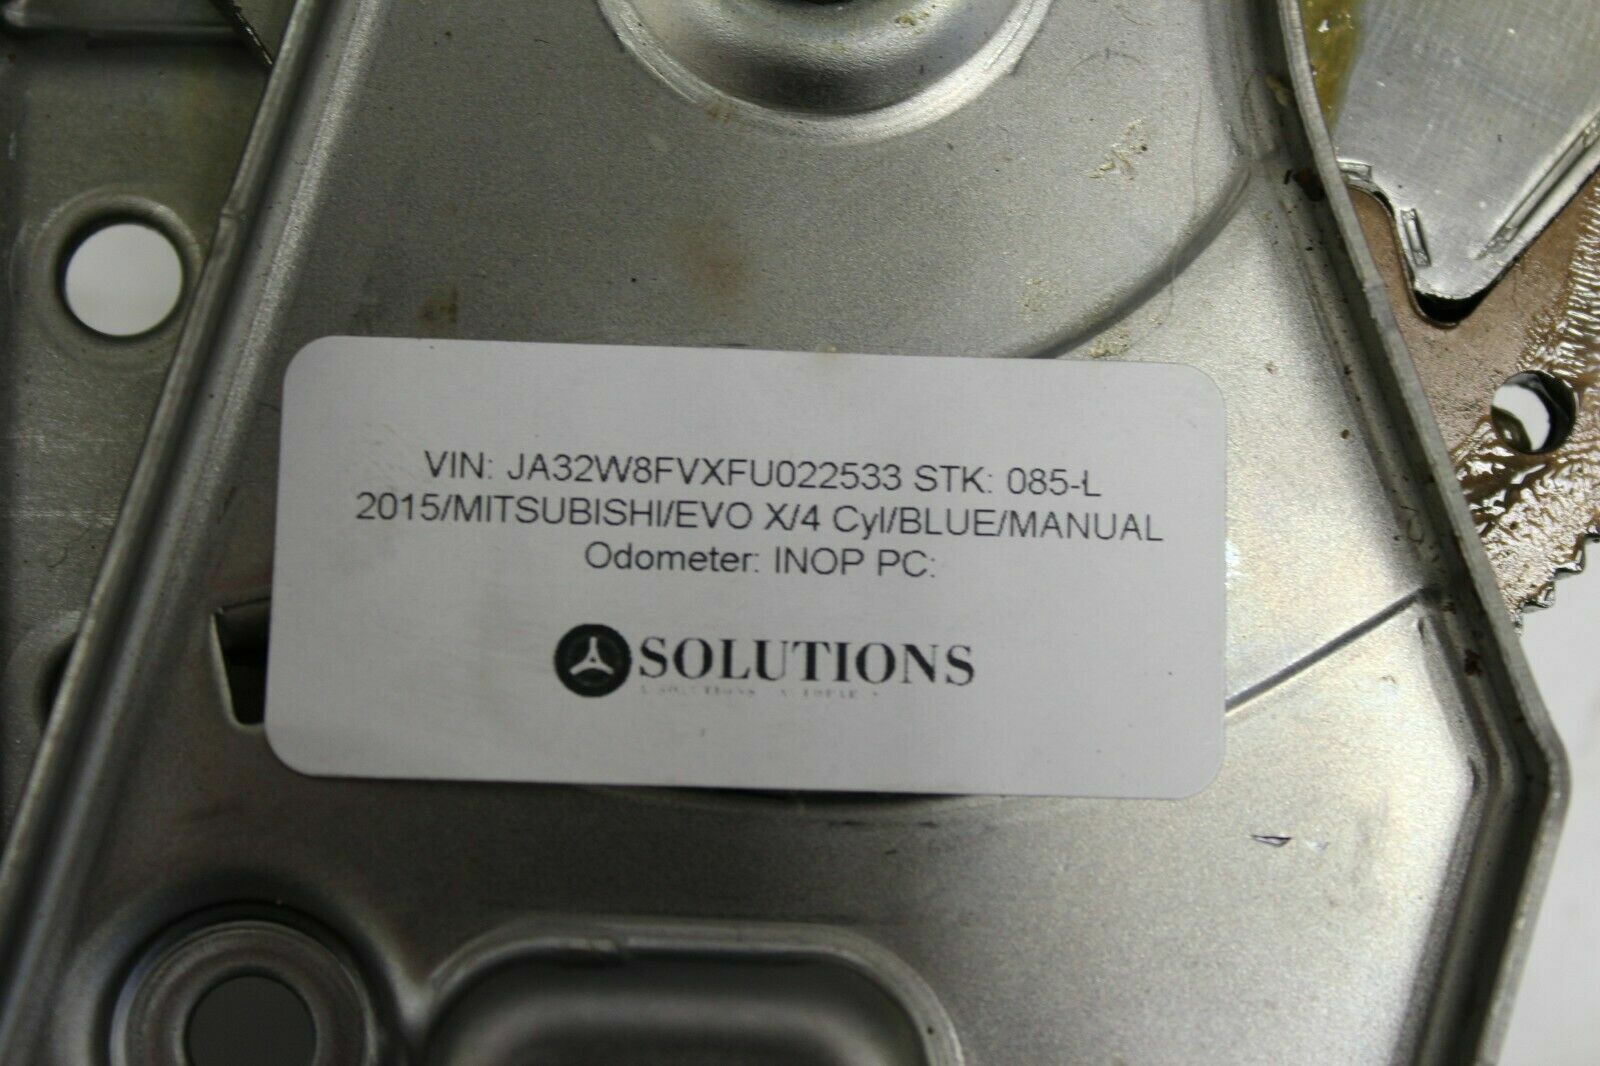 VIN: JA32W8FVXFU022533 STK: 085-L
2015/MITSUBISHI/EVO X/4 Cyl/BLUE/MANUAL
Odometer: INOP PC:
SOLUTIONS